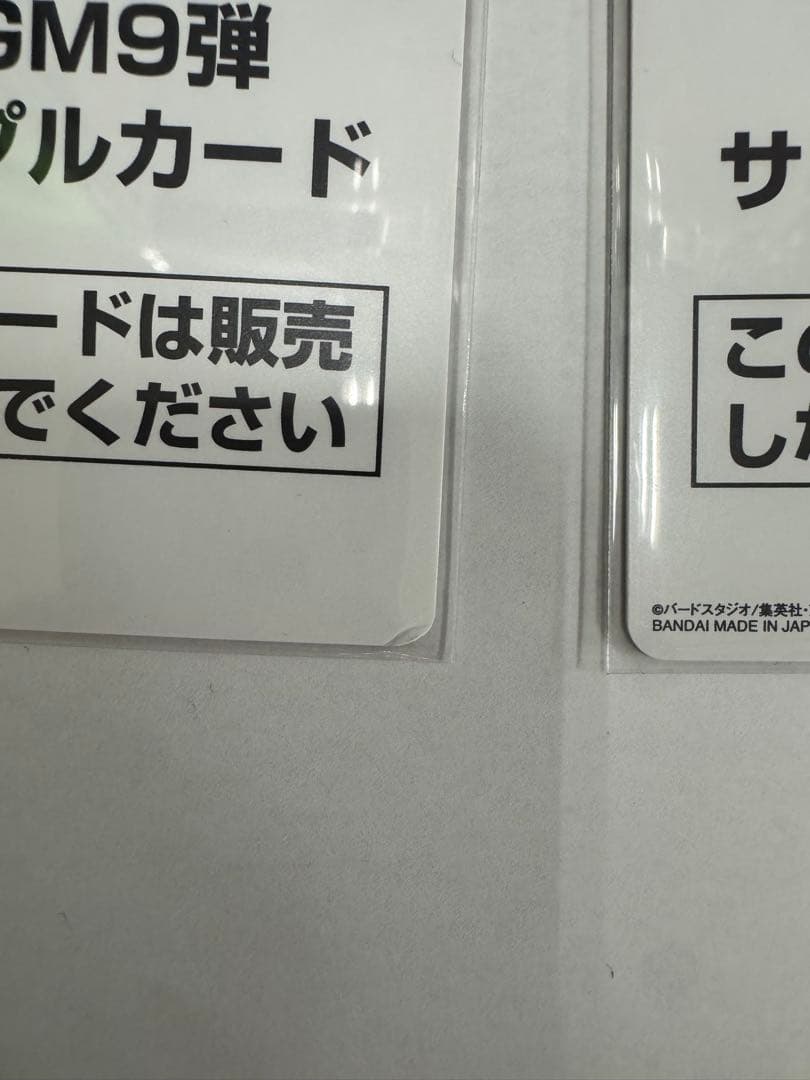 GM9弾
プルカード
ードは販売
でください
サ
この
した
©バードスタジオ/集英社・
BANDAI MADE IN JAP